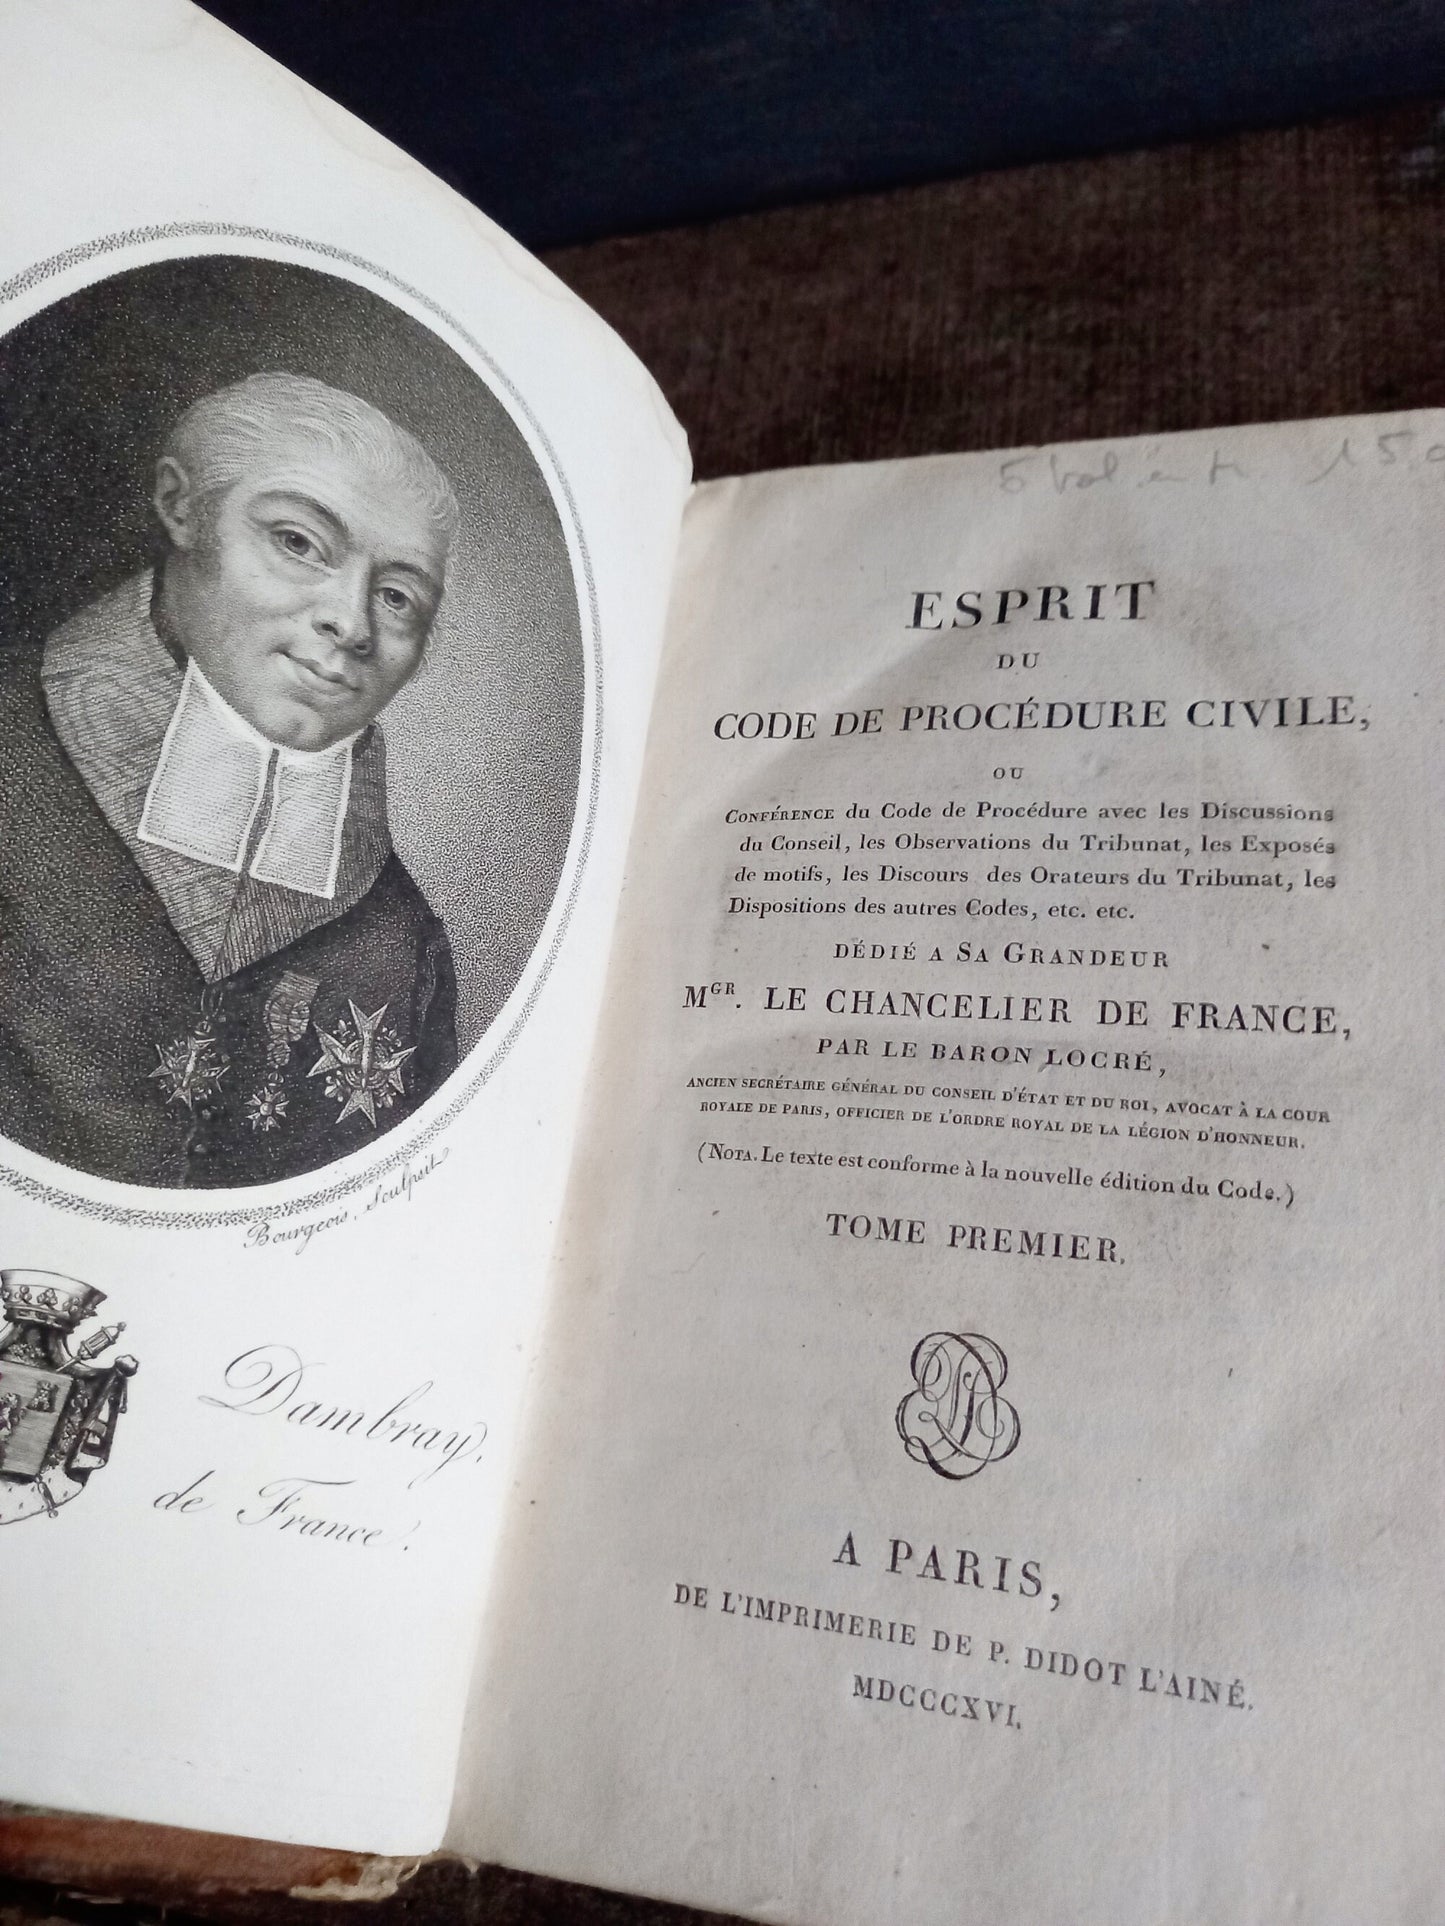 Bourgeois, Sculpsit
Dambray,
de France.
5 vol
ESPRIT
DU
CODE DE PROCÉDURE CIVILE,
OU
CONFÉRENCE du Code de Procédure avec les Discussions
du Conseil, les Observations du Tribunat, les Exposés
de motifs, les Discours des Orateurs du Tribunat, les
Dispositions des autres Codes, etc. etc.
DÉDIÉ A SA GRANDEUR
MGR. LE CHANCELIER DE FRANCE,
PAR LE BARON LOCRÉ,
ANCIEN SECRÉTAIRE GÉNÉRAL DU CONSEIL D'ÉTAT ET DU ROI, AVOCAT À LA COUR
ROYALE DE PARIS, OFFICIER DE L'ORDRE ROYAL DE LA LÉGION D'HONNEUR.
(NOTA. Le texte est conforme à la nouvelle édition du Code.)
TOME PREMIER.
A PARIS,
DE L'IMPRIMERIE DE P. DIDOT L'AINÉ.
MDCCCXVI.